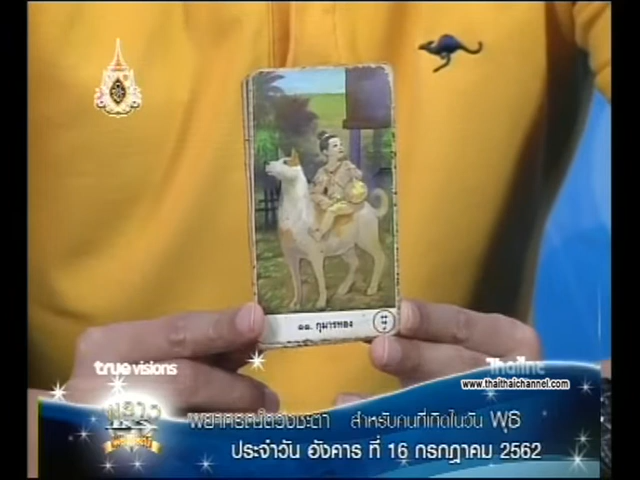 ๑๑. กุมารทอง
truevisions
ThaiTht
www.thaithaichannel.com
พยากรณ์ดวงชะตา สำหรับคนที่เกิดในวัน พุธ
ประจำวัน อังคาร ที่ 16 กรกฎาคม 2562